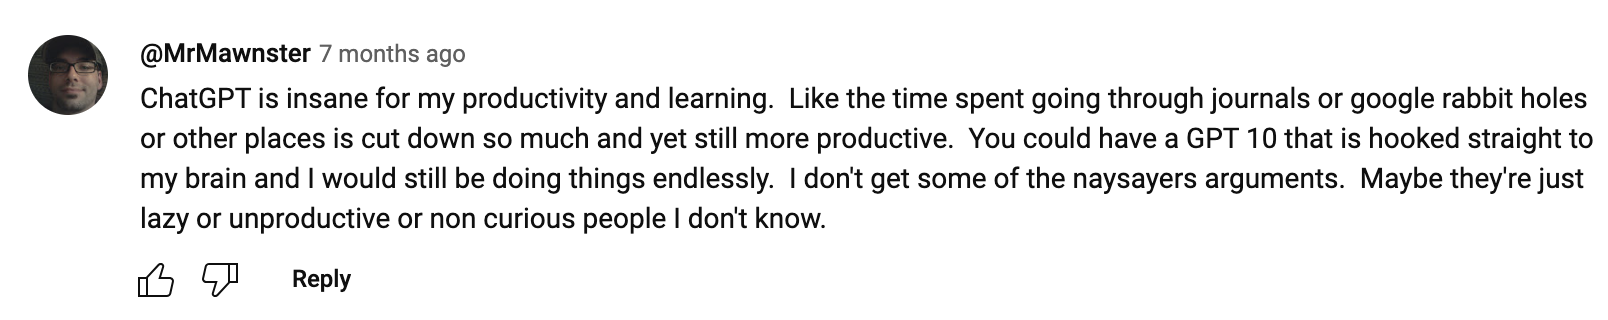 @MrMawnster 7 months ago
ChatGPT is insane for my productivity and learning.  Like the time spent going through journals or google rabbit holes
or other places is cut down so much and yet still more productive.  You could have a GPT 10 that is hooked straight to
my brain and I would still be doing things endlessly.  I don't get some of the naysayers arguments.  Maybe they're just
lazy or unproductive or non curious people I don't know.
Reply